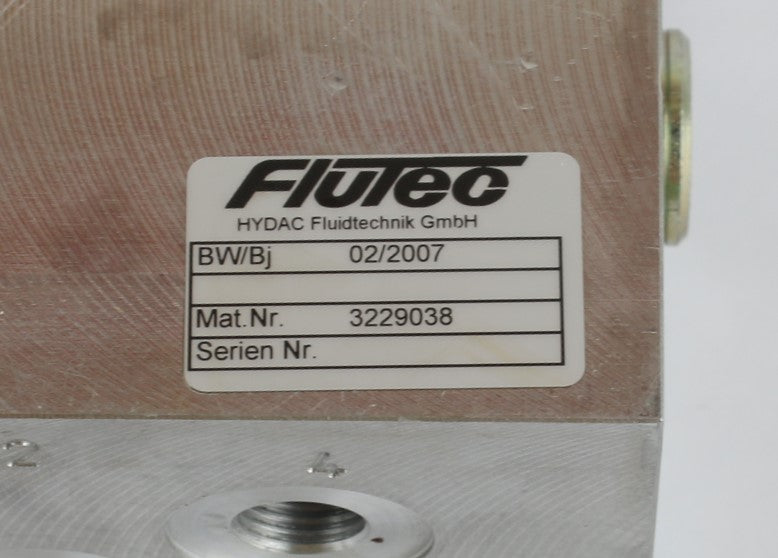 FLUTEC
HYDAC Fluidtechnik GmbH
BW/Bj 02/2007
Mat.Nr. 3229038
Serien Nr.
2 4